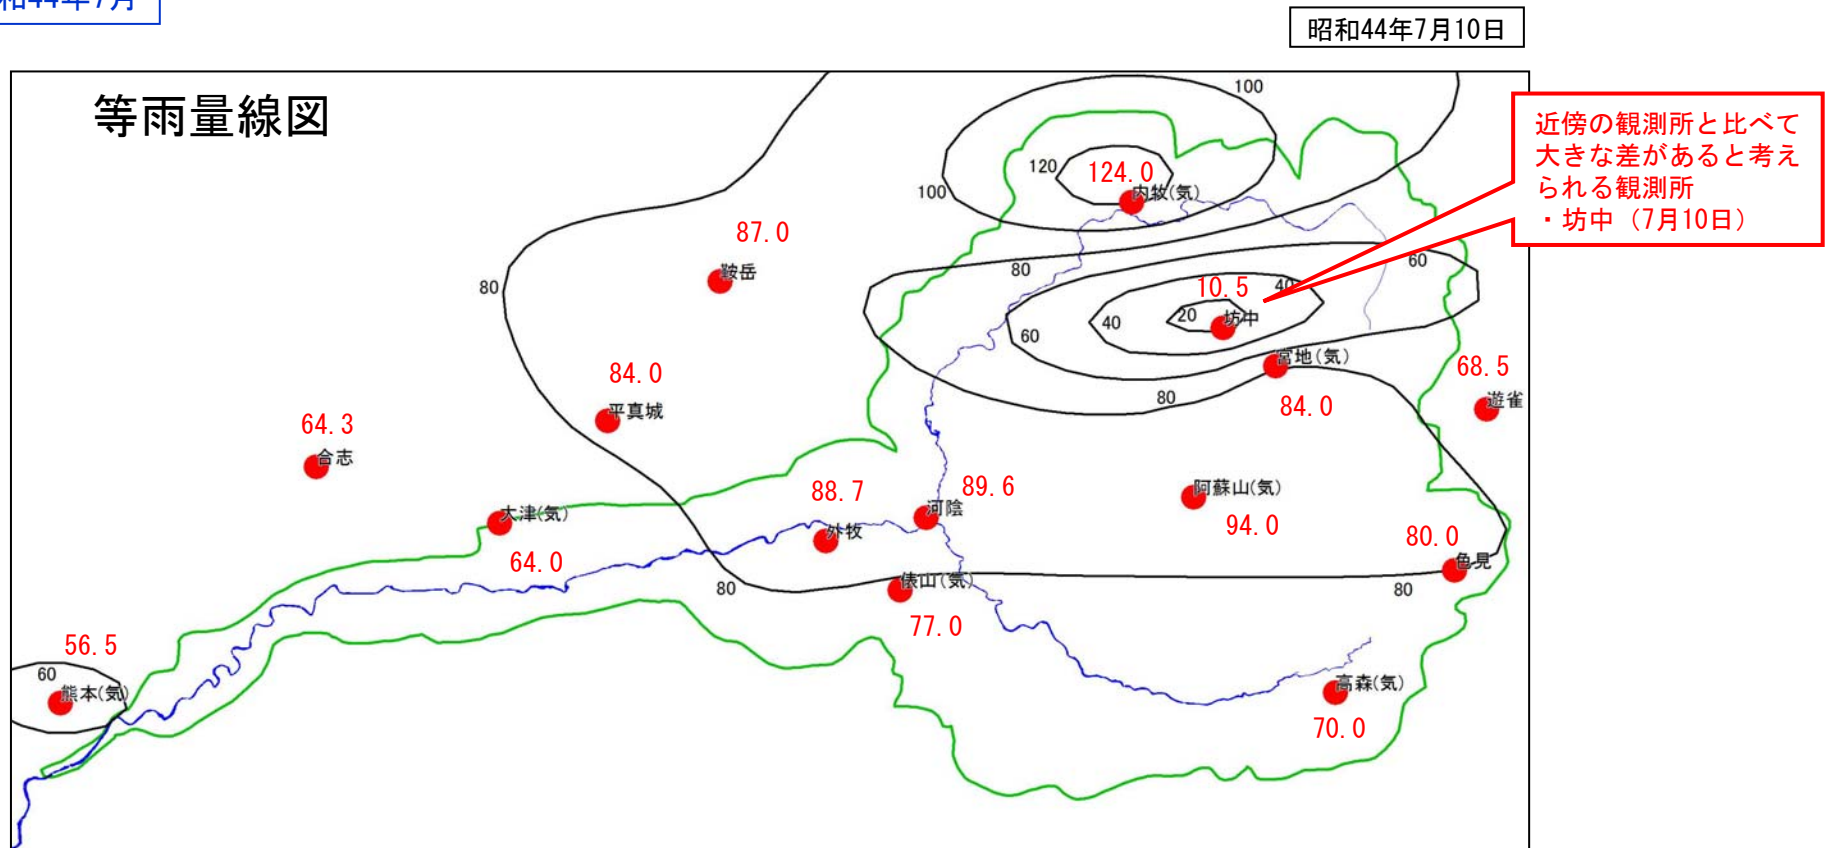 和44年7月
昭和44年7月10日
等雨量線図
近傍の観測所と比べて
大きな差があると考え
られる観測所
・坊中（7月10日）
100
120
124.0
内牧(気)
100
87.0
鞍岳
80
80
60
10.5
40
20
坊中
40
60
宮地(気)
84.0
80
68.5
遊雀
84.0
平真城
64.3
合志
88.7
外牧
89.6
河陰
阿蘇山(気)
94.0
大津(気)
64.0
80.0
色見
80
80
俵山(気)
77.0
56.5
60
熊本(気)
高森(気)
70.0